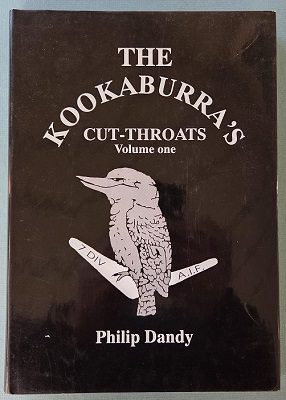 THE
KOOKABURRA'S
CUT-THROATS
Volume one
7 DIV
A.I.F.
Philip Dandy